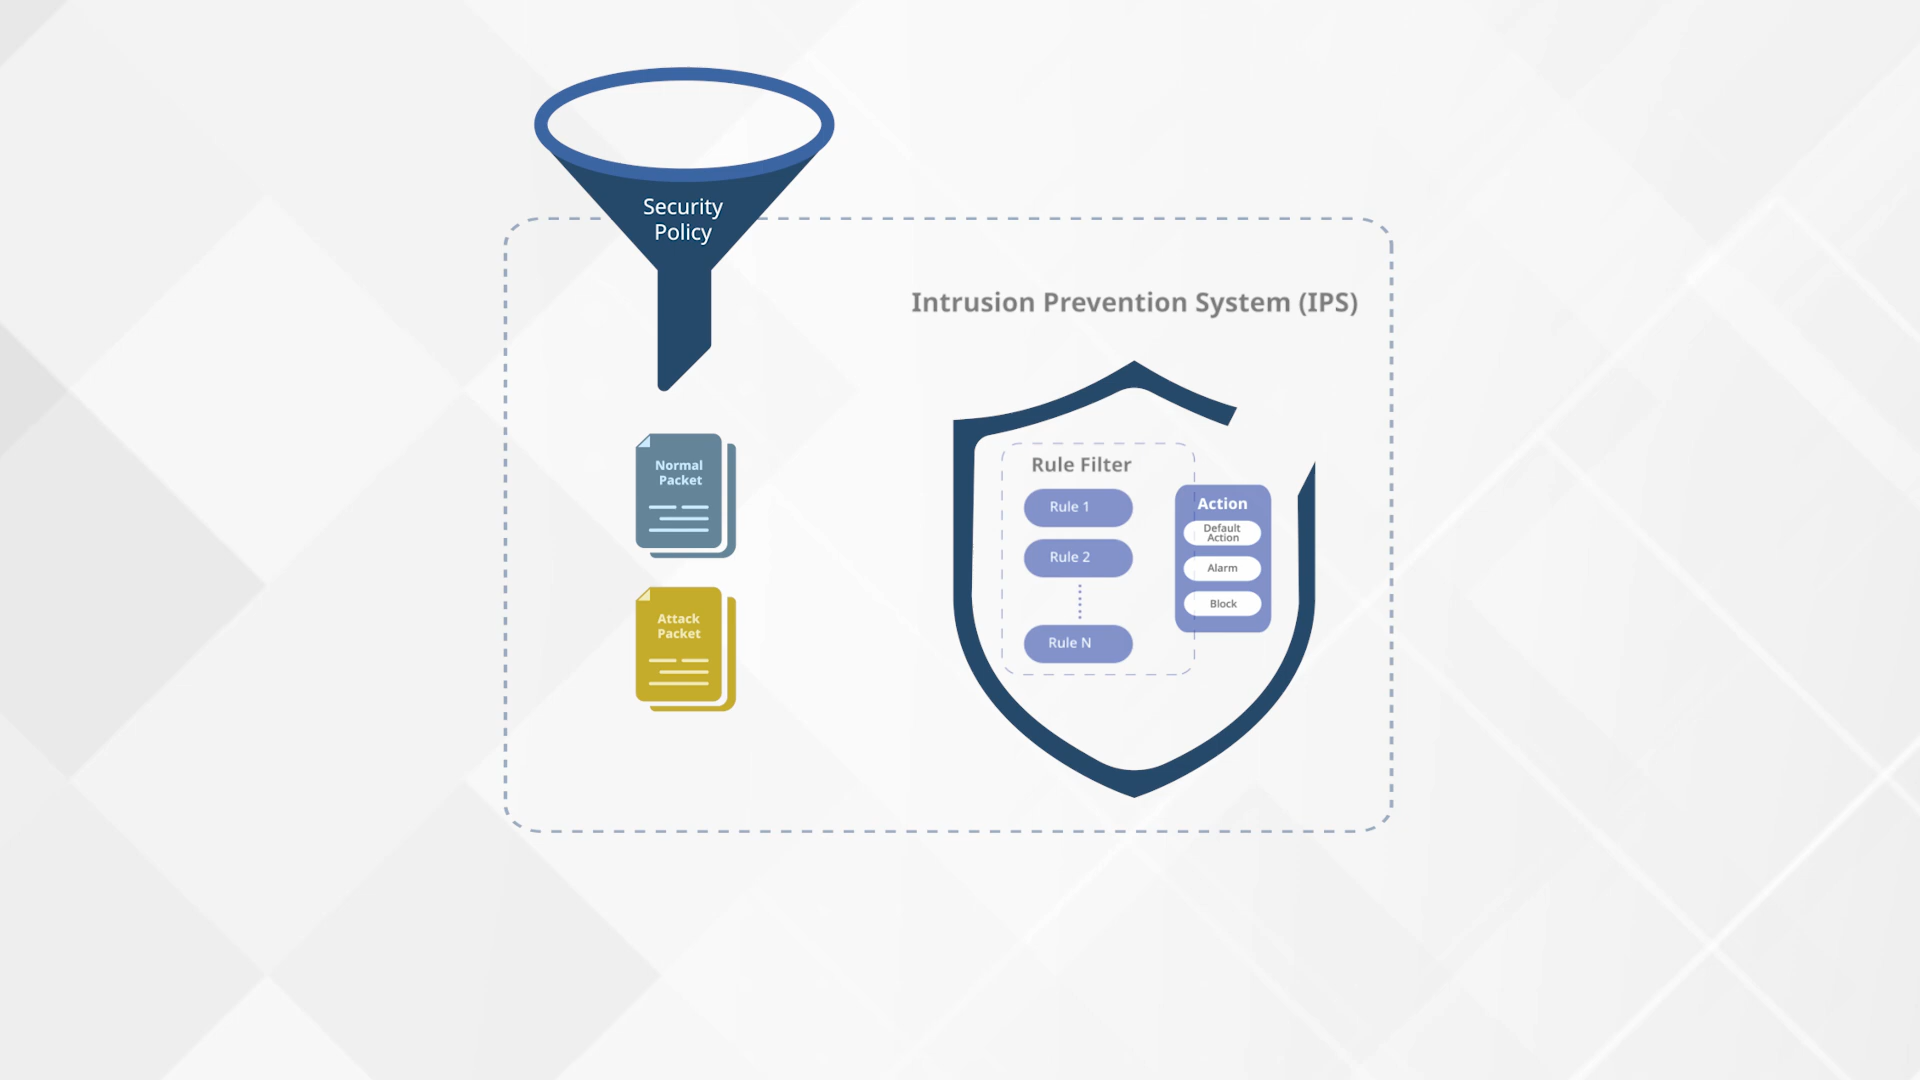 Security
Policy
Intrusion Prevention System (IPS)
Normal
Packet
Attack
Packet
Rule Filter
Rule 1
Rule 2
Rule N
Action
Default
Action
Alarm
Block